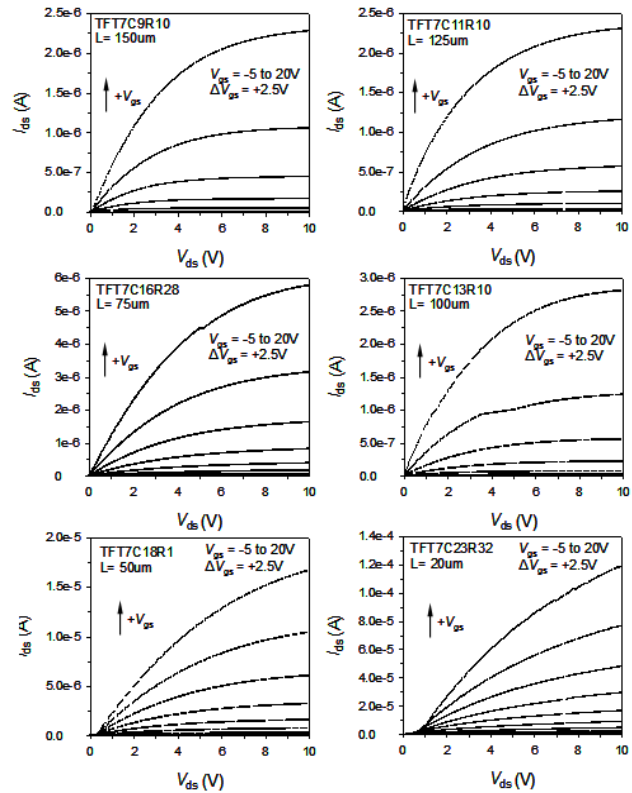 TFT7C9R10
L= 150um
+Vgs
Vgs = –5 to 20V
ΔVgs = +2.5V
Ids (A)
2.5e-6
2.0e-6
1.5e-6
1.0e-6
5.0e-7
0.0
0 2 4 6 8 10
Vds (V)
TFT7C11R10
L= 125um
+Vgs
Vgs = –5 to 20V
ΔVgs = +2.5V
Ids (A)
2.5e-6
2.0e-6
1.5e-6
1.0e-6
5.0e-7
0.0
0 2 4 6 8 10
Vds (V)
TFT7C16R28
L= 75um
+Vgs
Vgs = –5 to 20V
ΔVgs = +2.5V
Ids (A)
6e-6
5e-6
4e-6
3e-6
2e-6
1e-6
0
0 2 4 6 8 10
Vds (V)
TFT7C13R10
L= 100um
+Vgs
Vgs = –5 to 20V
ΔVgs = +2.5V
Ids (A)
3.0e-6
2.5e-6
2.0e-6
1.5e-6
1.0e-6
5.0e-7
0.0
0 2 4 6 8 10
Vds (V)
TFT7C18R1
L= 50um
+Vgs
Vgs = –5 to 20V
ΔVgs = +2.5V
Ids (A)
2.0e-5
1.5e-5
1.0e-5
5.0e-6
0.0
0 2 4 6 8 10
Vds (V)
TFT7C23R32
L= 20um
+Vgs
Vgs = –5 to 20V
ΔVgs = +2.5V
Ids (A)
1.4e-4
1.2e-4
1.0e-4
8.0e-5
6.0e-5
4.0e-5
2.0e-5
0.0
0 2 4 6 8 10
Vds (V)